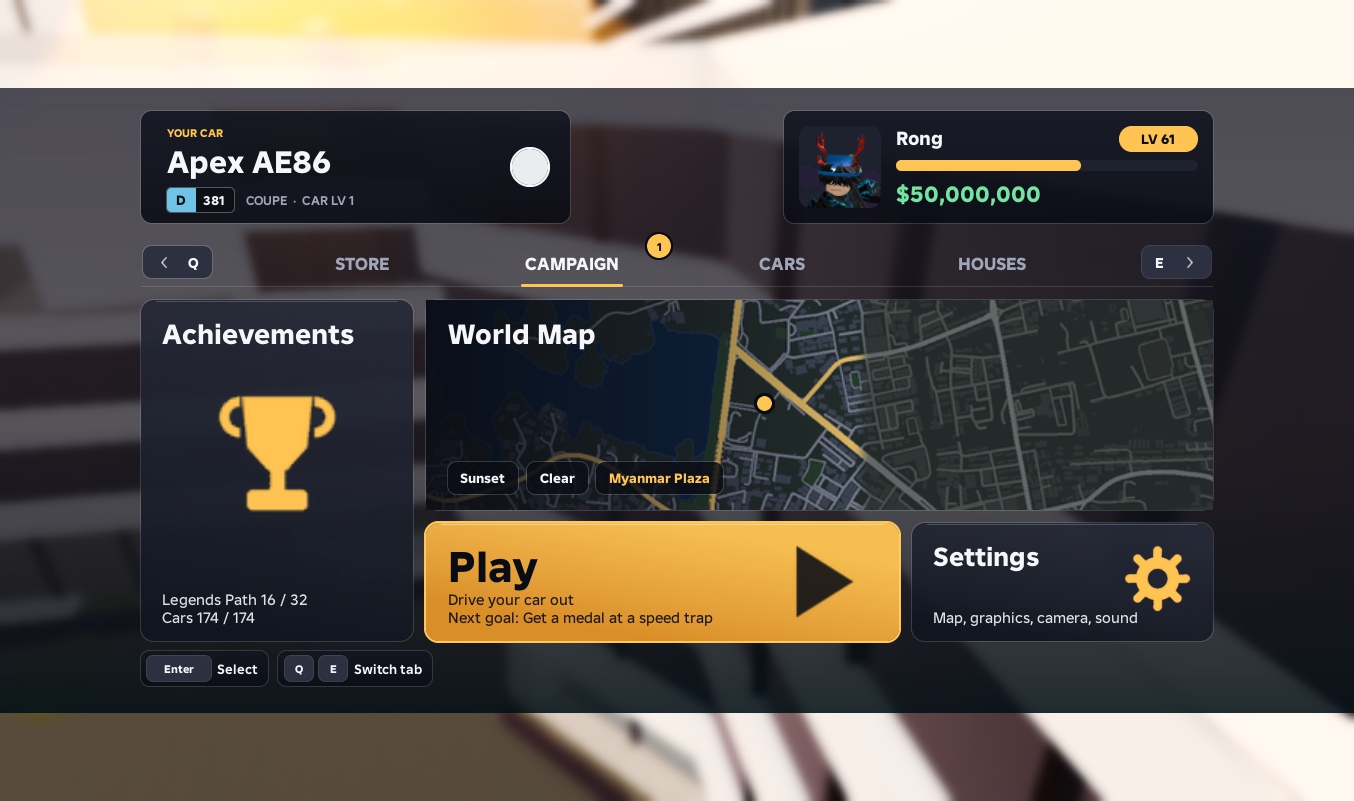 YOUR CAR
Apex AE86
D 381 COUPE · CAR LV 1
Rong
LV 61
$50,000,000
Q
STORE
CAMPAIGN
1
CARS
HOUSES
E
Achievements
Legends Path 16 / 32
Cars 174 / 174
World Map
Sunset
Clear
Myanmar Plaza
Play
Drive your car out
Next goal: Get a medal at a speed trap
Settings
Map, graphics, camera, sound
Enter Select
Q E Switch tab